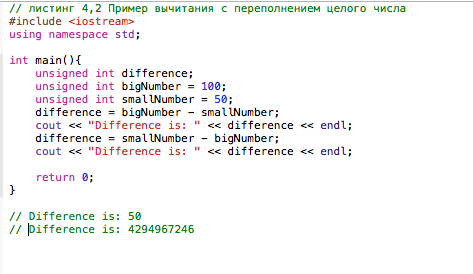 // листинг 4,2 Пример вычитания с переполнением целого числа
#include <iostream>
using namespace std;
int main(){
unsigned int difference;
unsigned int bigNumber = 100;
unsigned int smallNumber = 50;
difference = bigNumber – smallNumber;
cout << "Difference is: " << difference << endl;
difference = smallNumber – bigNumber;
cout << "Difference is: " << difference << endl;
return 0;
}
// Difference is: 50
// Difference is: 4294967246